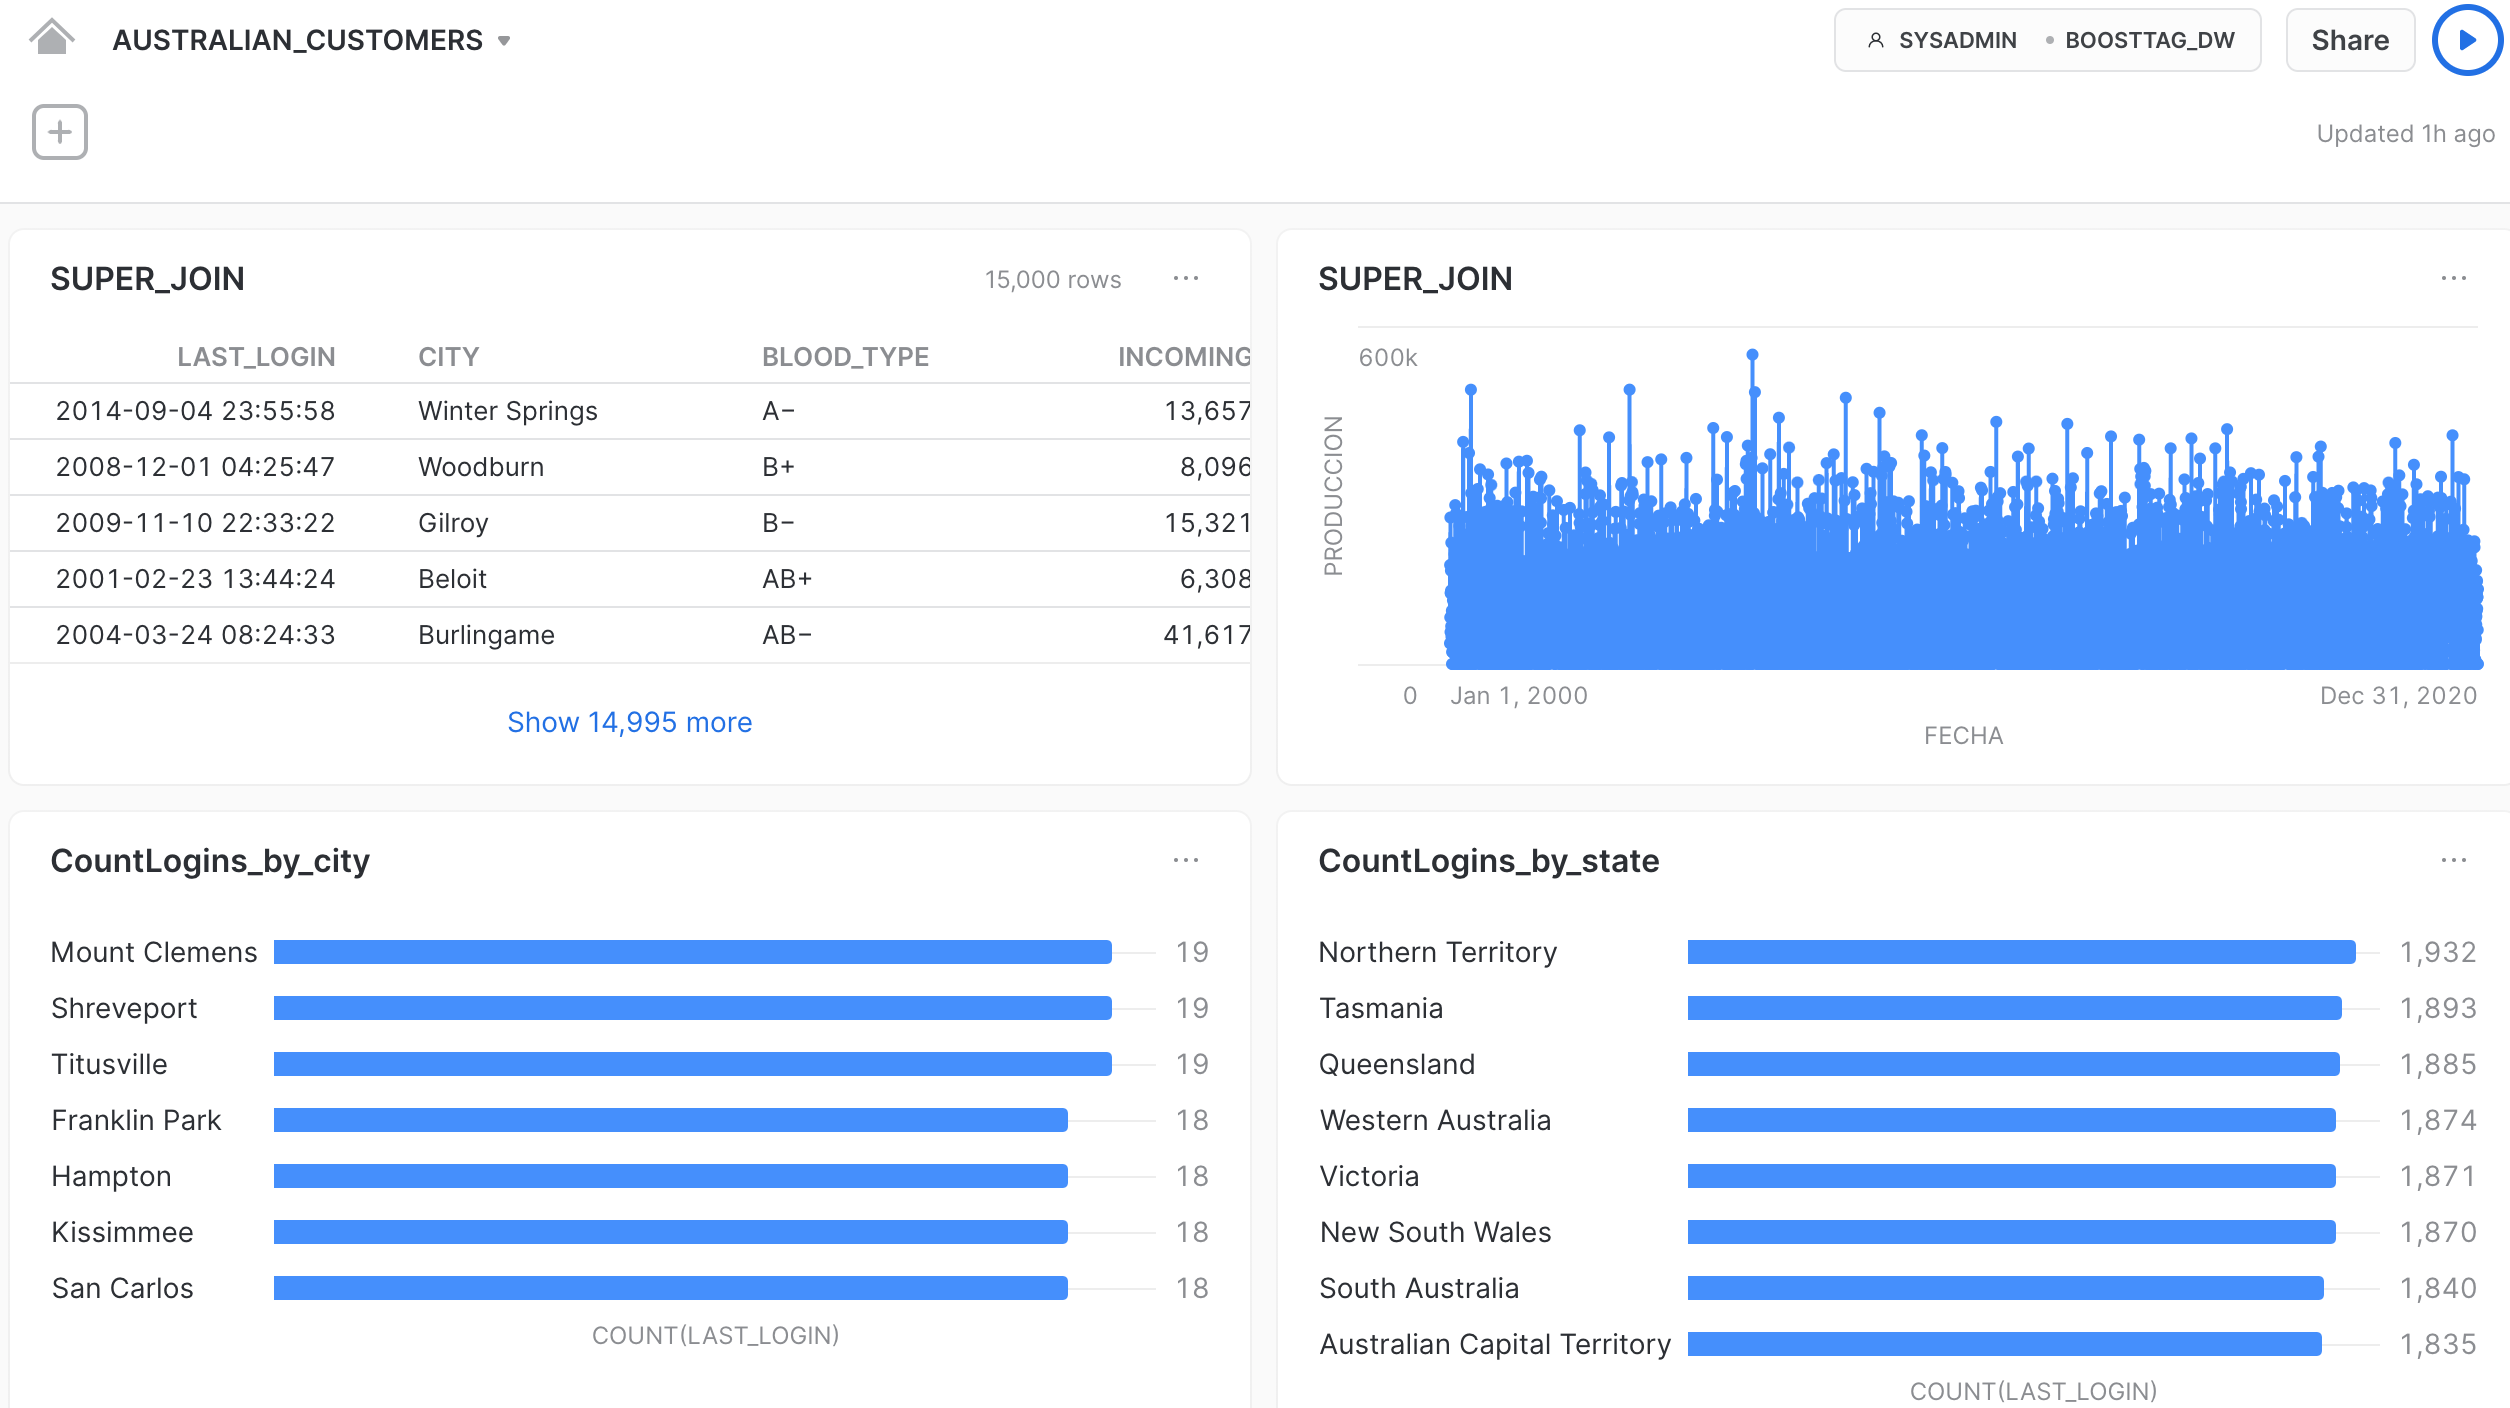 AUSTRALIAN_CUSTOMERS
SYSADMIN BOOSTTAG_DW
Share
Updated 1h ago
SUPER_JOIN
15,000 rows
LAST_LOGIN CITY BLOOD_TYPE INCOMING
2014-09-04 23:55:58 Winter Springs A− 13,657
2008-12-01 04:25:47 Woodburn B+ 8,096
2009-11-10 22:33:22 Gilroy B− 15,321
2001-02-23 13:44:24 Beloit AB+ 6,308
2004-03-24 08:24:33 Burlingame AB− 41,617
Show 14,995 more
SUPER_JOIN
600k
PRODUCCION
0 Jan 1, 2000 Dec 31, 2020
FECHA
CountLogins_by_city
Mount Clemens 19
Shreveport 19
Titusville 19
Franklin Park 18
Hampton 18
Kissimmee 18
San Carlos 18
COUNT(LAST_LOGIN)
CountLogins_by_state
Northern Territory 1,932
Tasmania 1,893
Queensland 1,885
Western Australia 1,874
Victoria 1,871
New South Wales 1,870
South Australia 1,840
Australian Capital Territory 1,835
COUNT(LAST_LOGIN)